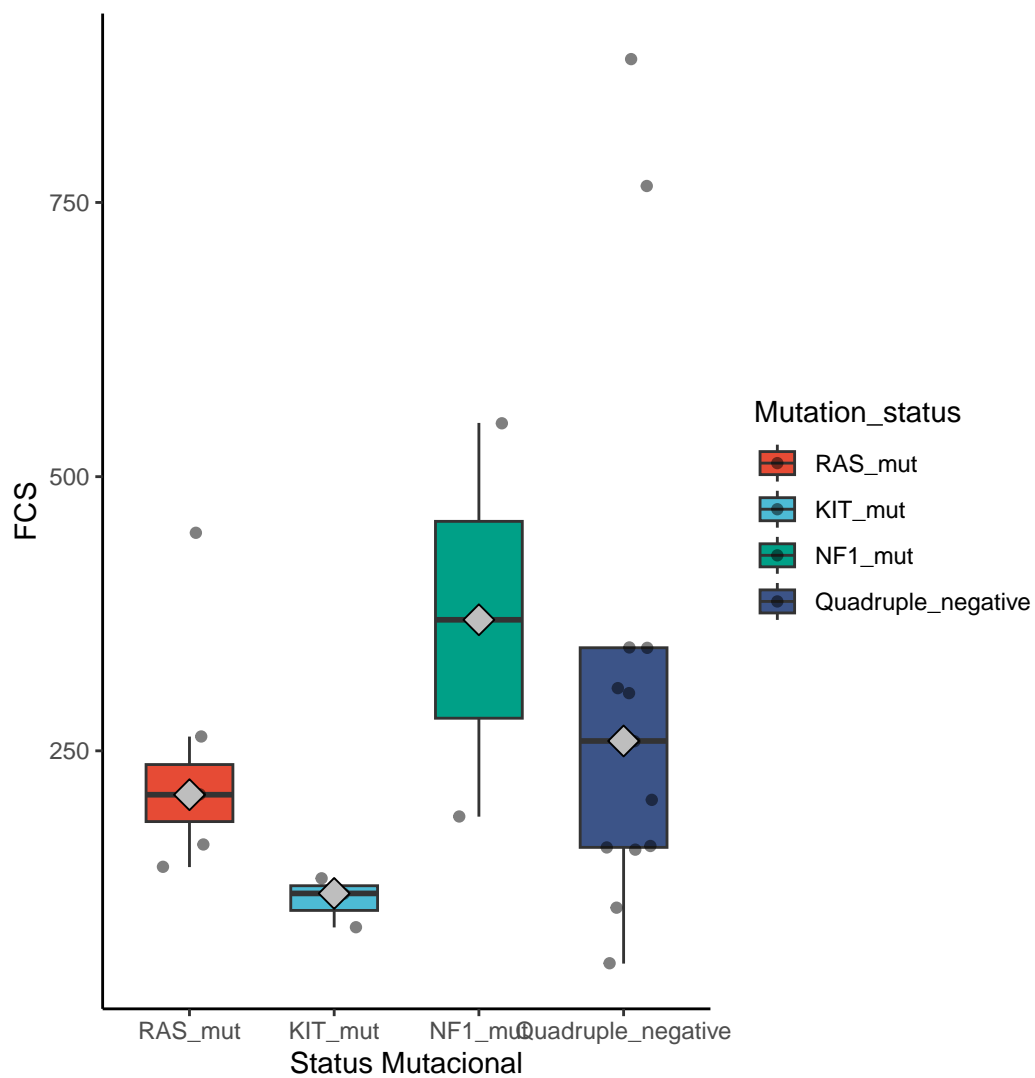 FCS
750
500
250
RAS_mut
KIT_mut
NF1_mut
Quadruple_negative
Status Mutacional
Mutation_status
RAS_mut
KIT_mut
NF1_mut
Quadruple_negative